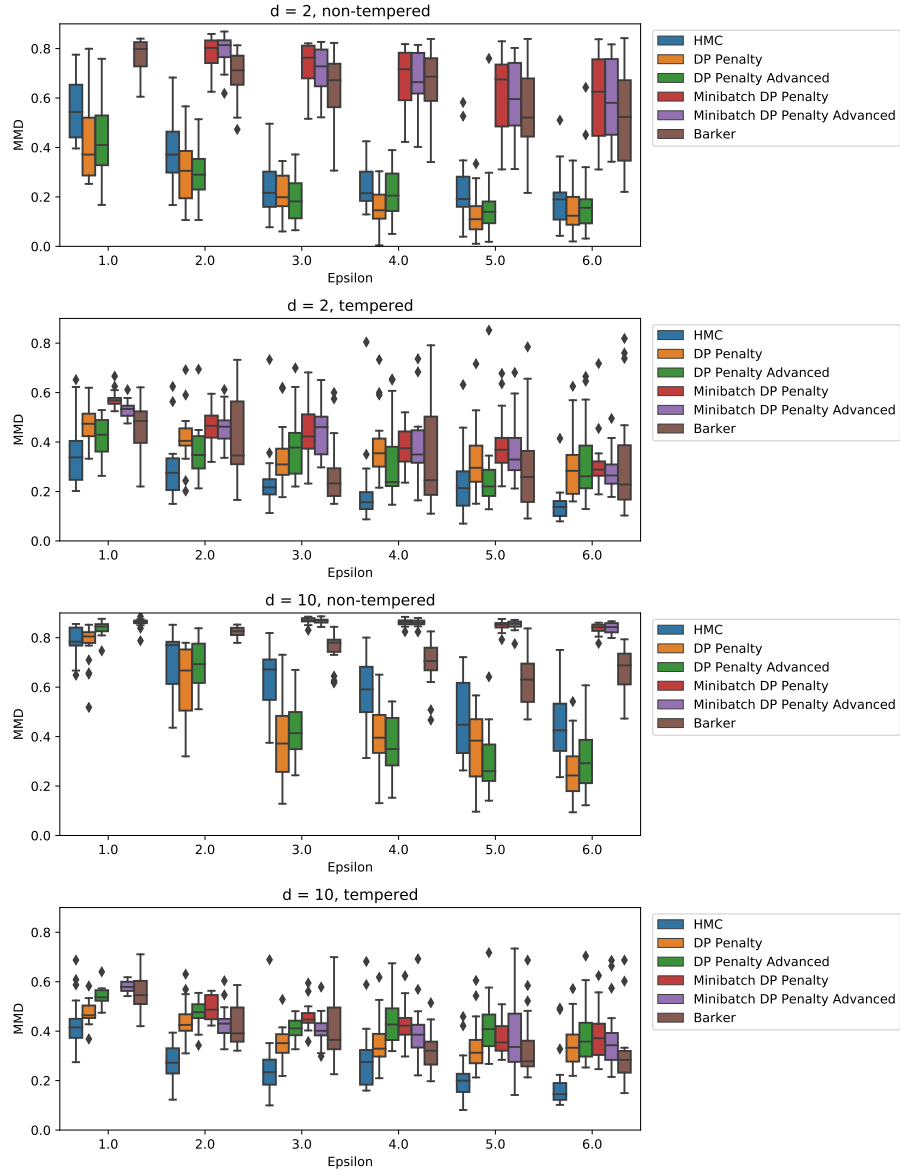 d = 2, non-tempered
0.8
0.6
0.4
0.2
0.0
MMD
1.0 2.0 3.0 4.0 5.0 6.0
Epsilon
HMC
DP Penalty
DP Penalty Advanced
Minibatch DP Penalty
Minibatch DP Penalty Advanced
Barker
d = 2, tempered
0.8
0.6
0.4
0.2
0.0
MMD
1.0 2.0 3.0 4.0 5.0 6.0
Epsilon
HMC
DP Penalty
DP Penalty Advanced
Minibatch DP Penalty
Minibatch DP Penalty Advanced
Barker
d = 10, non-tempered
0.8
0.6
0.4
0.2
0.0
MMD
1.0 2.0 3.0 4.0 5.0 6.0
Epsilon
HMC
DP Penalty
DP Penalty Advanced
Minibatch DP Penalty
Minibatch DP Penalty Advanced
Barker
d = 10, tempered
0.8
0.6
0.4
0.2
0.0
MMD
1.0 2.0 3.0 4.0 5.0 6.0
Epsilon
HMC
DP Penalty
DP Penalty Advanced
Minibatch DP Penalty
Minibatch DP Penalty Advanced
Barker